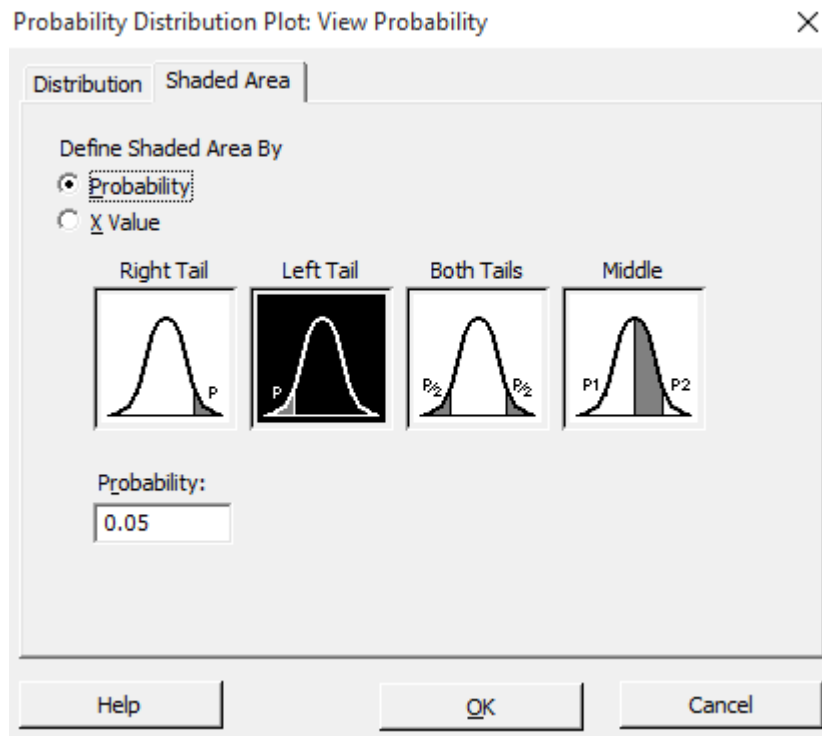 Probability Distribution Plot: View Probability
Distribution
Shaded Area
Define Shaded Area By
Probability
X Value
Right Tail
Left Tail
Both Tails
Middle
P
P
P/2
P/2
P1
P2
Probability:
0.05
Help
OK
Cancel